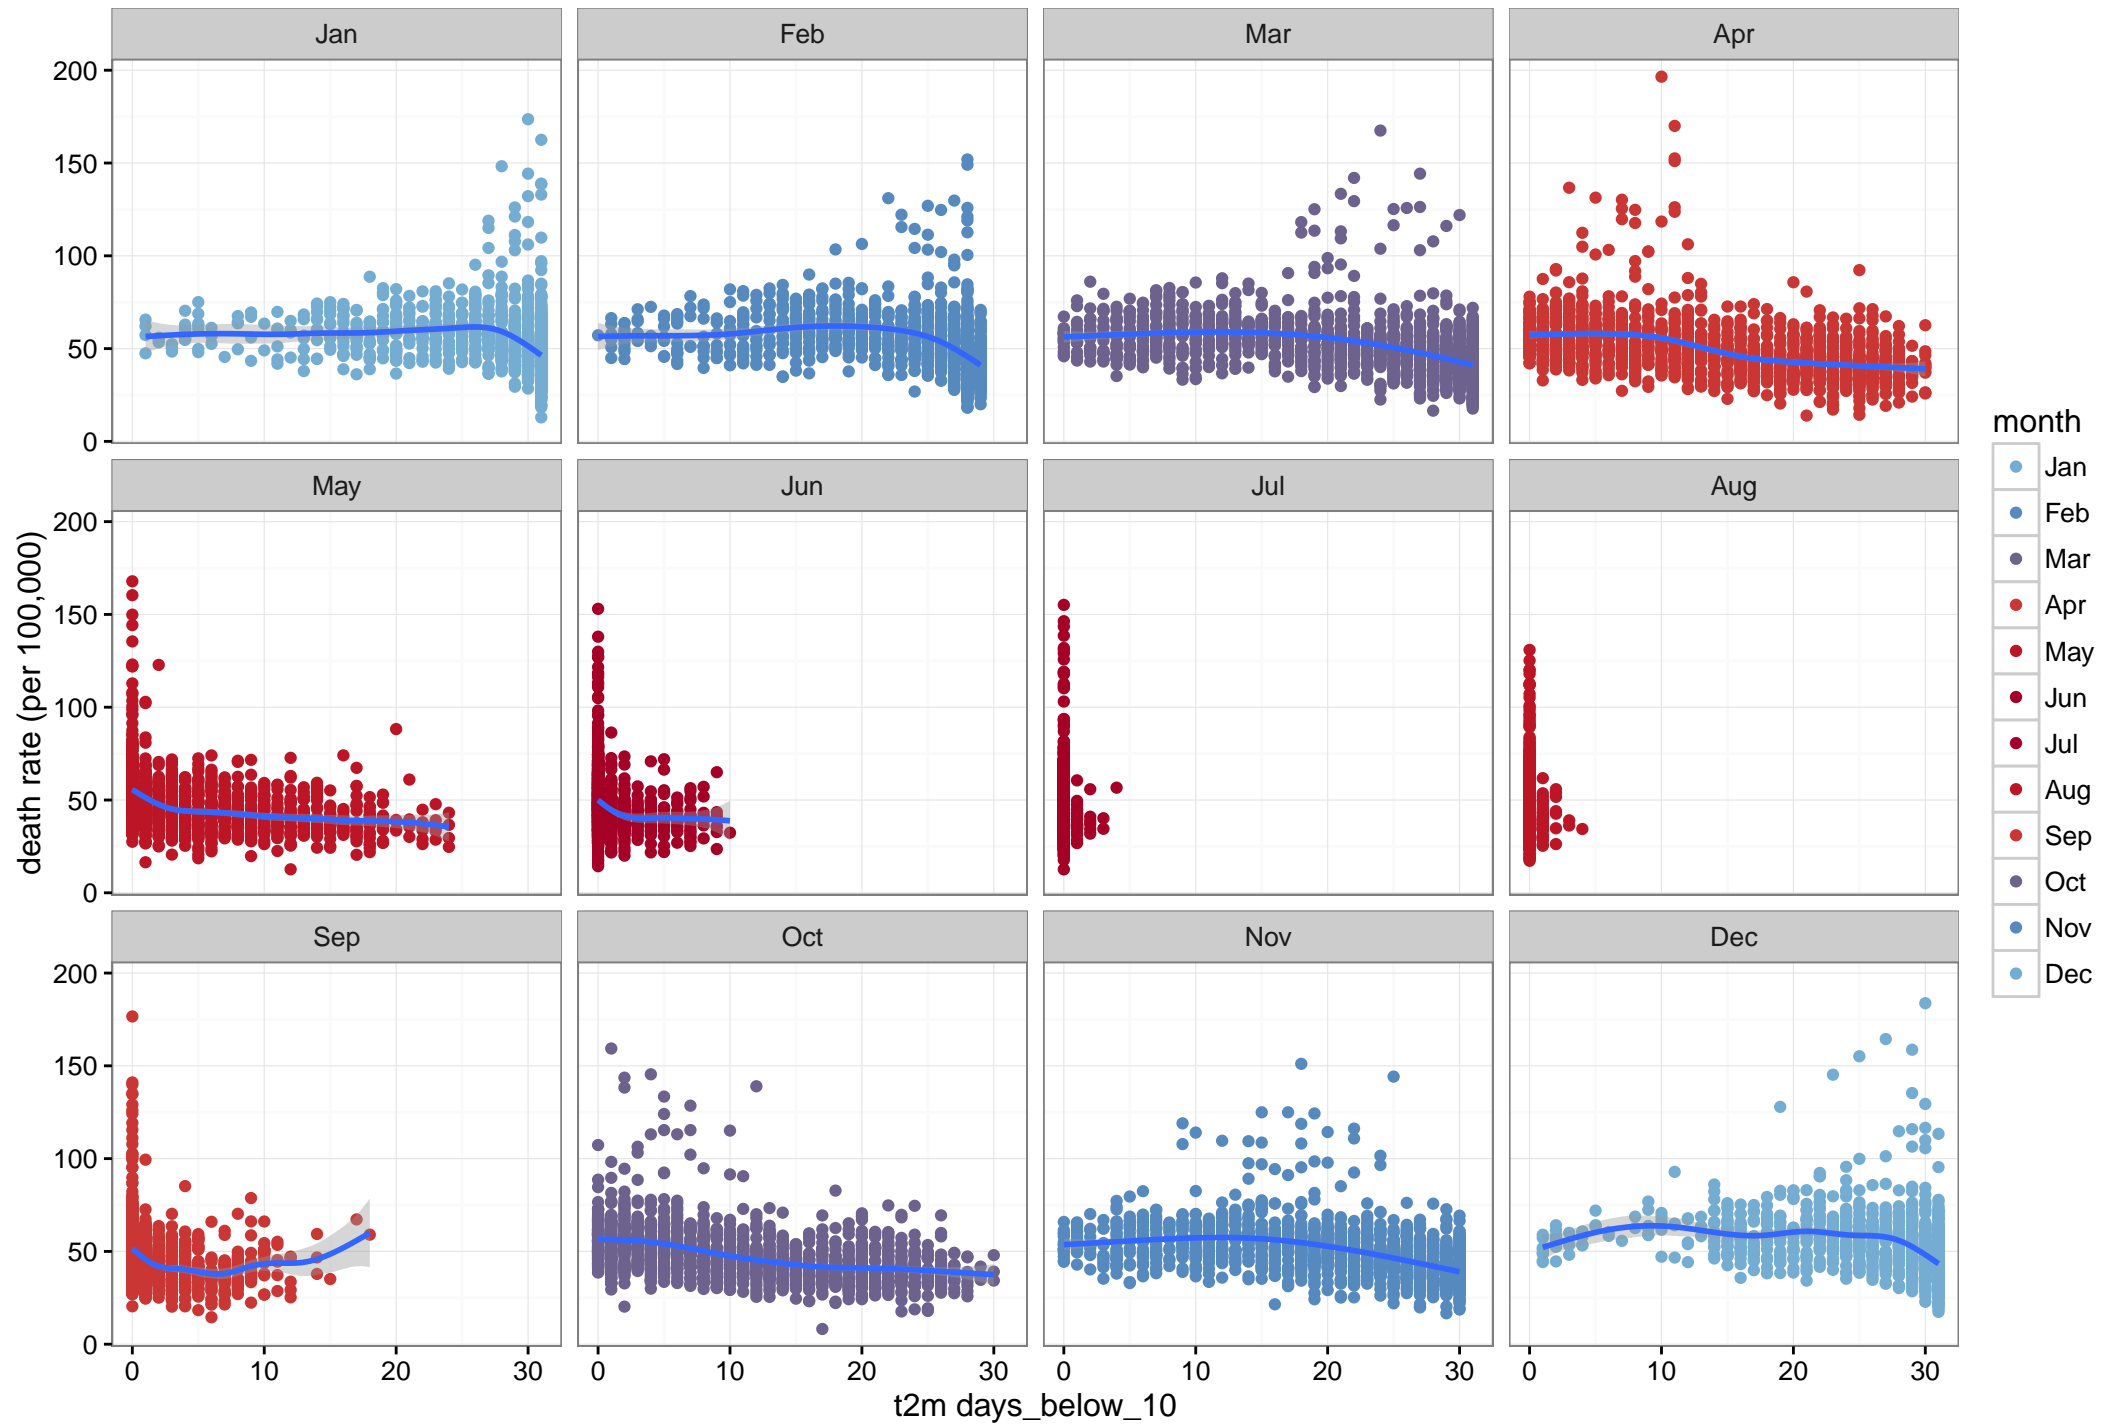 Jan Feb Mar Apr
200
150
100
50
0
May Jun Jul Aug
200
150
100
50
0
Sep Oct Nov Dec
200
150
100
50
0
0 10 20 30 0 10 20 30 0 10 20 30 0 10 20 30
t2m days_below_10
death rate (per 100,000)
month
Jan
Feb
Mar
Apr
May
Jun
Jul
Aug
Sep
Oct
Nov
Dec